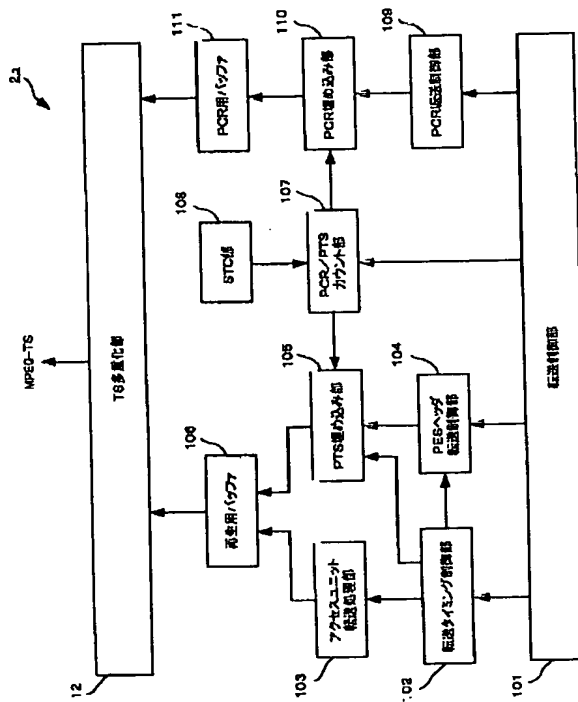 22
MPEG-TS
12
TS多重化部
111
PCR用バッファ
106
再生用バッファ
108
STC部
110
PCR埋め込み部
107
PCR/PTS
カウント部
105
PTS埋め込み部
109
PCR転送制御部
103
アクセスユニット
転送処理部
104
PESヘッダ
転送制御部
102
転送タイミング制御部
101
転送制御部